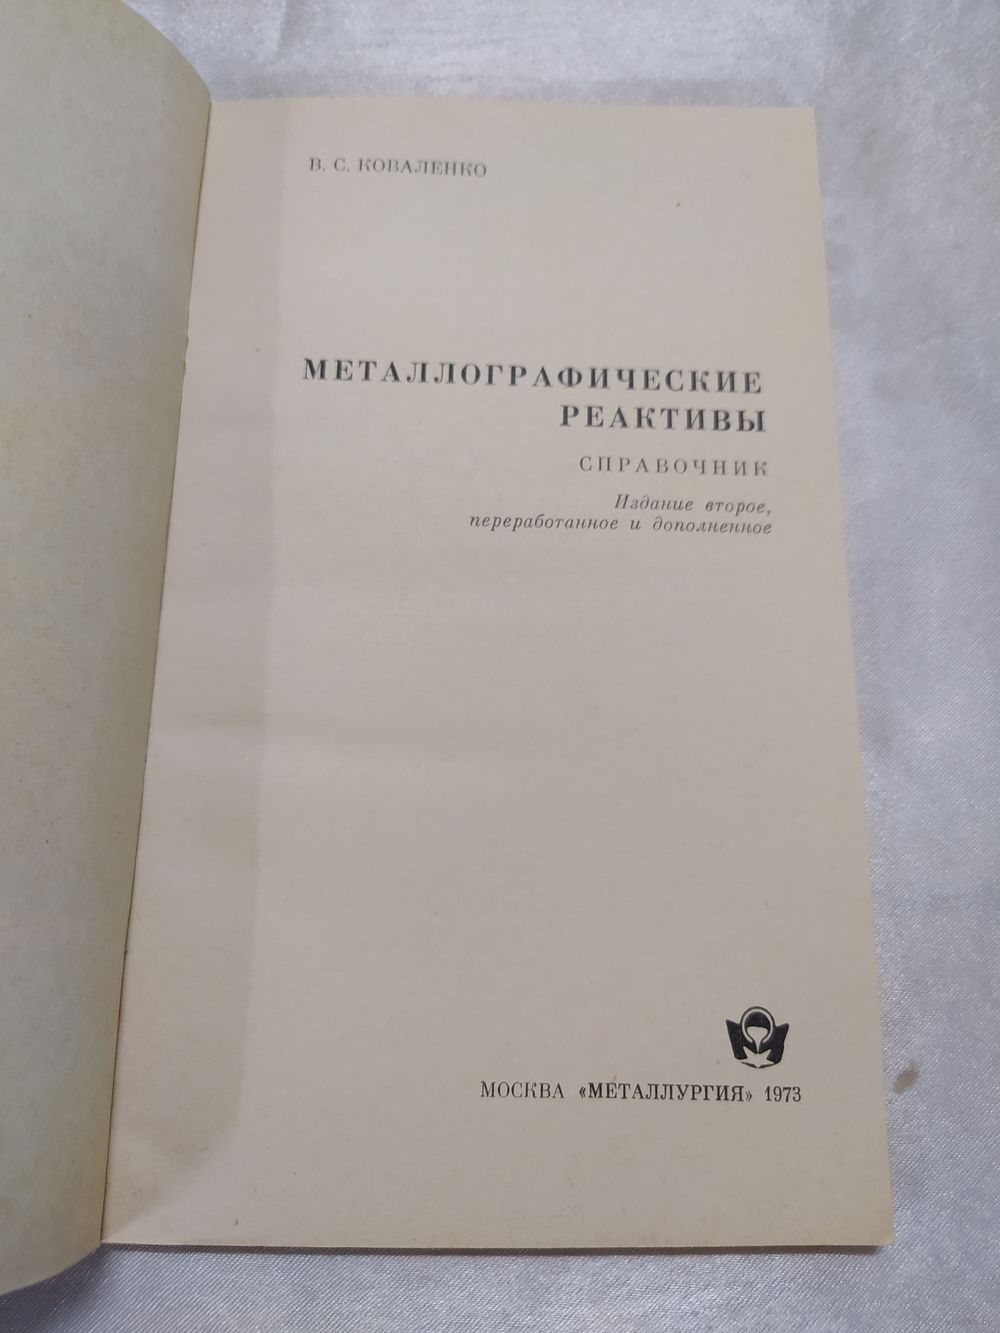 В. С. КОВАЛЕНКО
МЕТАЛЛОГРАФИЧЕСКИЕ
РЕАКТИВЫ
СПРАВОЧНИК
Издание второе,
переработанное и дополненное
МОСКВА «МЕТАЛЛУРГИЯ» 1973